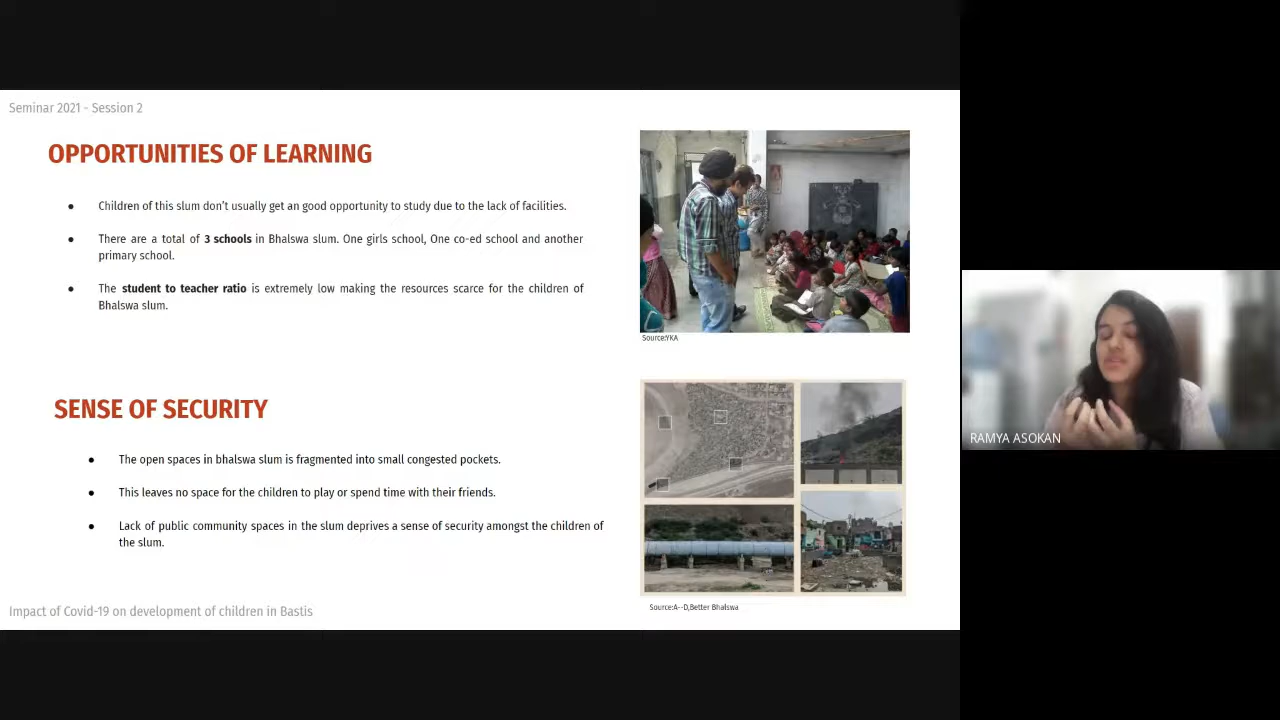 Seminar 2021 - Session 2
OPPORTUNITIES OF LEARNING
● Children of this slum don't usually get an good opportunity to study due to the lack of facilities.
● There are a total of 3 schools in Bhalswa slum. One girls school, One co-ed school and another
primary school.
● The student to teacher ratio is extremely low making the resources scarce for the children of
Bhalswa slum.
Source:YKA
SENSE OF SECURITY
● The open spaces in bhalswa slum is fragmented into small congested pockets.
● This leaves no space for the children to play or spend time with their friends.
● Lack of public community spaces in the slum deprives a sense of security amongst the children of
the slum.
Source:A--D,Better Bhalswa
Impact of Covid-19 on development of children in Bastis
RAMYA ASOKAN